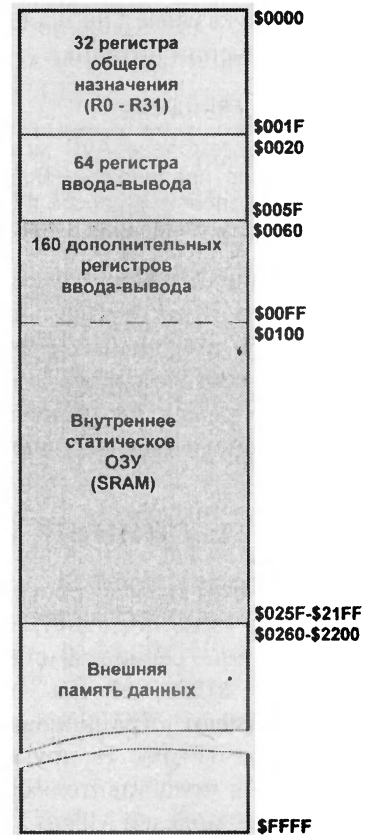 $0000
32 регистра
общего
назначения
(R0 - R31)
$001F
$0020
64 регистра
ввода-вывода
$005F
$0060
160 дополнительных
регистров
ввода-вывода
$00FF
$0100
Внутреннее
статическое
ОЗУ
(SRAM)
$025F-$21FF
$0260-$2200
Внешняя
память данных
$FFFF